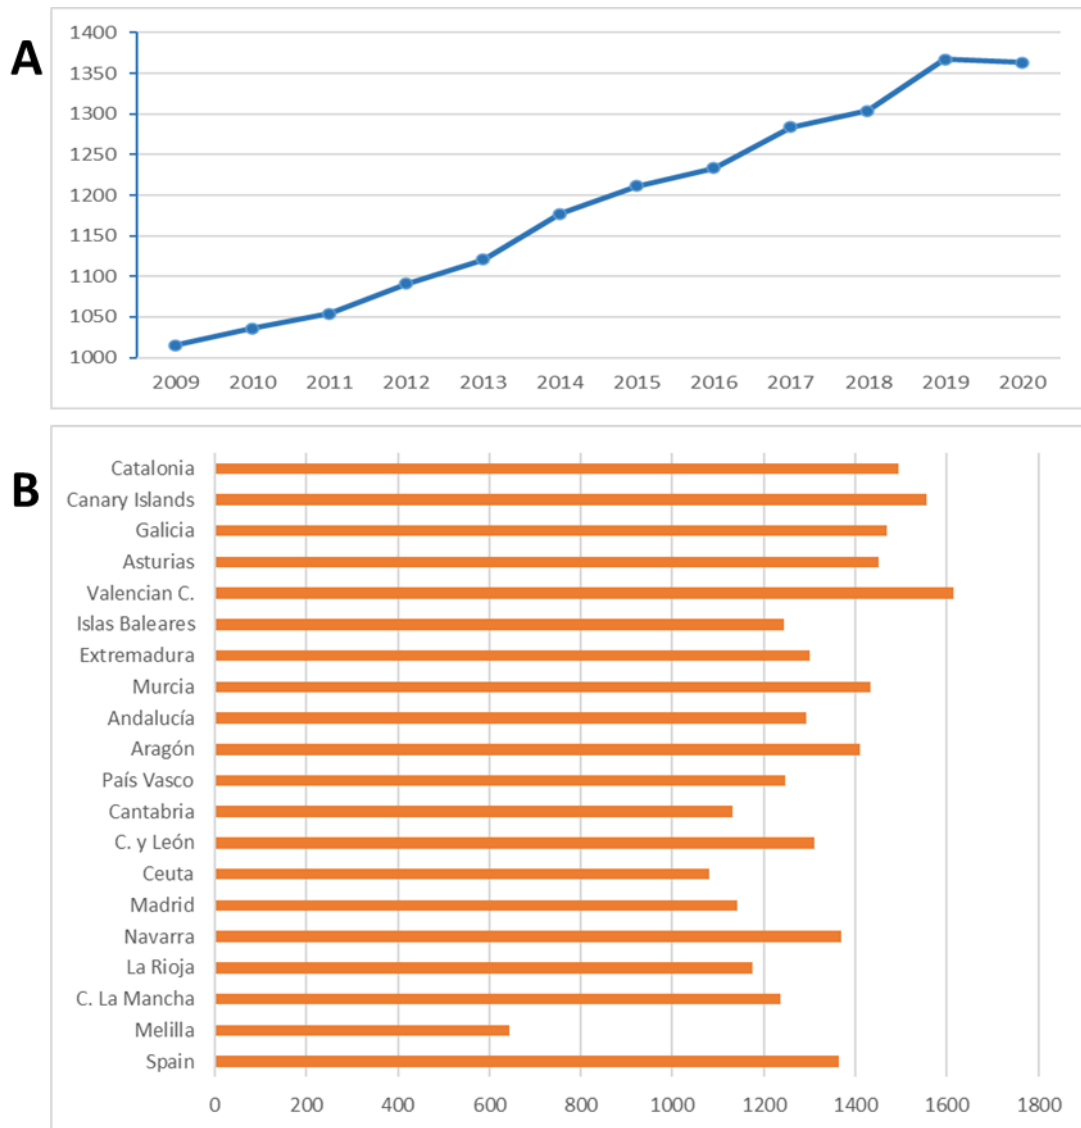 A
1400
1350
1300
1250
1200
1150
1100
1050
1000
2009 2010 2011 2012 2013 2014 2015 2016 2017 2018 2019 2020
B
Catalonia
Canary Islands
Galicia
Asturias
Valencian C.
Islas Baleares
Extremadura
Murcia
Andalucía
Aragón
País Vasco
Cantabria
C. y León
Ceuta
Madrid
Navarra
La Rioja
C. La Mancha
Melilla
Spain
0 200 400 600 800 1000 1200 1400 1600 1800